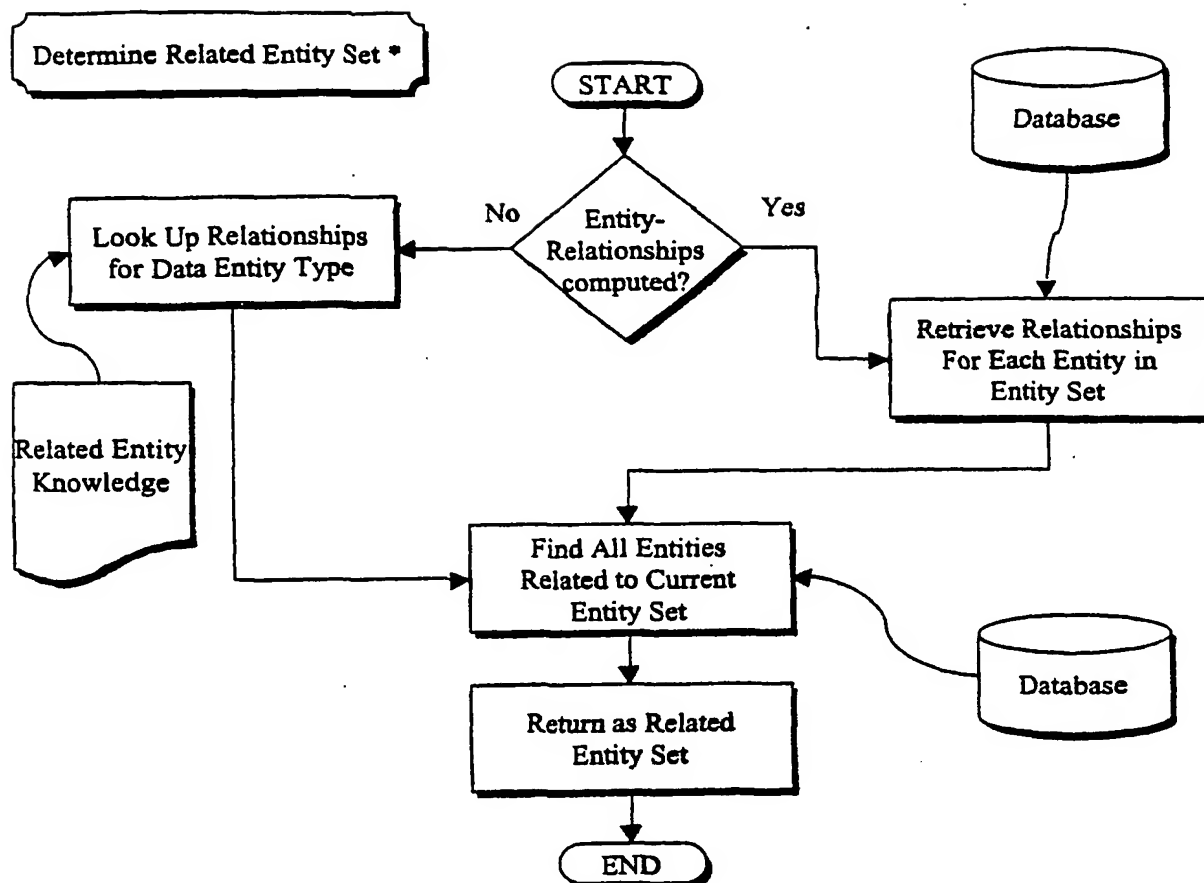 Determine Related Entity Set *
START
Database
No
Yes
Entity-
Relationships
computed?
Look Up Relationships
for Data Entity Type
Retrieve Relationships
For Each Entity in
Entity Set
Related Entity
Knowledge
Find All Entities
Related to Current
Entity Set
Database
Return as Related
Entity Set
END